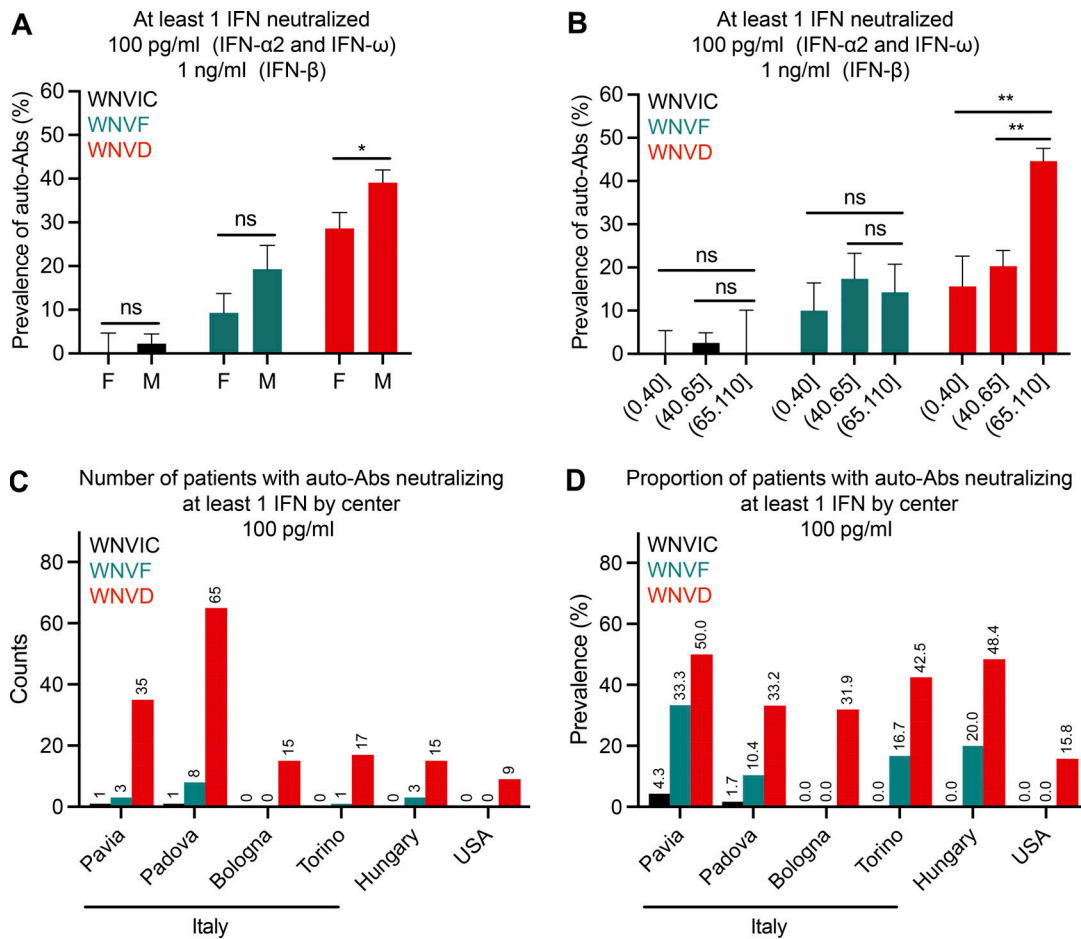 A
At least 1 IFN neutralized
100 pg/ml (IFN-α2 and IFN-ω)
1 ng/ml (IFN-β)
Prevalence of auto-Abs (%)
60
50
40
30
20
10
0
WNVIC
WNVF
WNVD
ns
ns
*
F M F M F M
B
At least 1 IFN neutralized
100 pg/ml (IFN-α2 and IFN-ω)
1 ng/ml (IFN-β)
Prevalence of auto-Abs (%)
60
50
40
30
20
10
0
WNVIC
WNVF
WNVD
ns
ns
ns
ns
**
**
(0.40] (40.65] (65.110] (0.40] (40.65] (65.110] (0.40] (40.65] (65.110]
C
Number of patients with auto-Abs neutralizing
at least 1 IFN by center
100 pg/ml
Counts
80
60
40
20
0
WNVIC
WNVF
WNVD
1 3 35 1 8 65 0 0 15 0 1 17 0 3 15 0 0 9
Pavia Padova Bologna Torino Hungary USA
Italy
D
Proportion of patients with auto-Abs neutralizing
at least 1 IFN by center
100 pg/ml
Prevalence (%)
80
60
40
20
0
WNVIC
WNVF
WNVD
4.3 33.3 50.0 1.7 10.4 33.2 0.0 0.0 31.9 0.0 16.7 42.5 0.0 20.0 48.4 0.0 0.0 15.8
Pavia Padova Bologna Torino Hungary USA
Italy